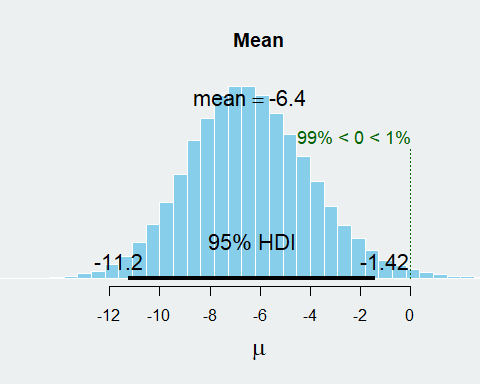 Mean
mean = -6.4
99% < 0 < 1%
95% HDI
-11.2 -1.42
-12 -10 -8 -6 -4 -2 0
μ